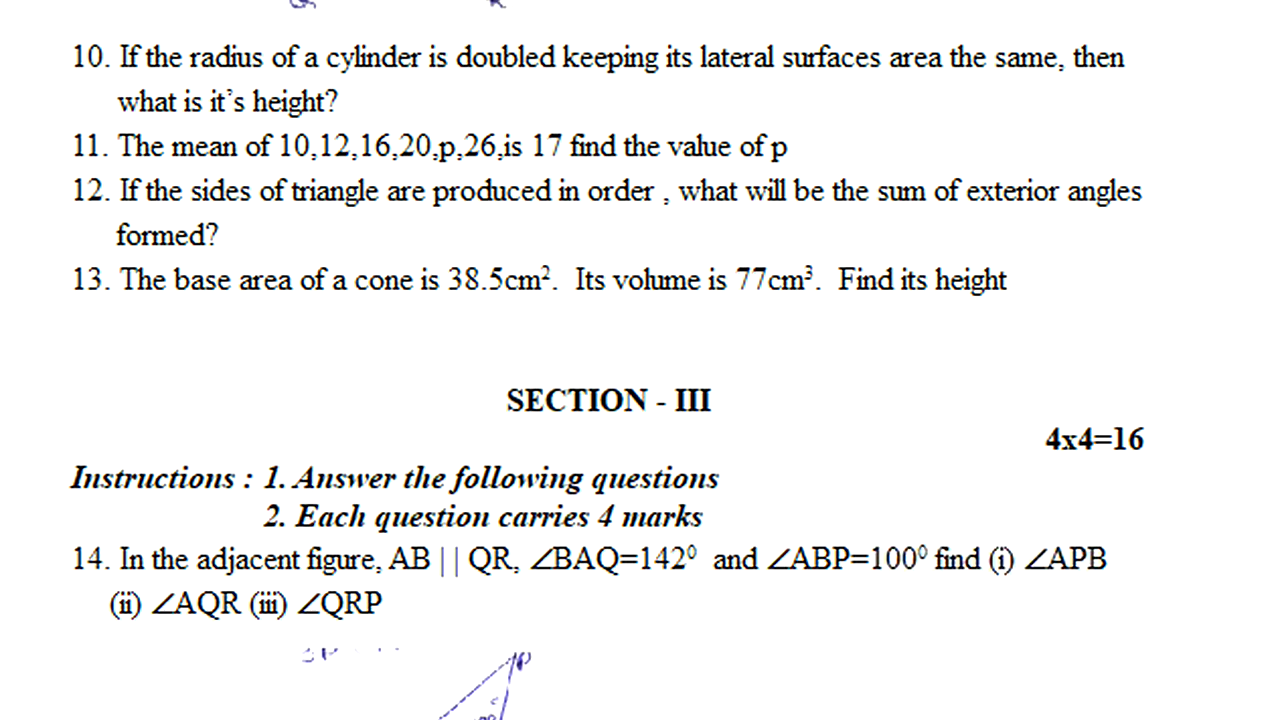 10. If the radius of a cylinder is doubled keeping its lateral surfaces area the same, then
what is it's height?
11. The mean of 10,12,16,20,p,26,is 17 find the value of p
12. If the sides of triangle are produced in order , what will be the sum of exterior angles
formed?
13. The base area of a cone is 38.5cm². Its volume is 77cm³. Find its height
SECTION - III
4x4=16
Instructions : 1. Answer the following questions
2. Each question carries 4 marks
14. In the adjacent figure, AB || QR, ∠BAQ=142⁰ and ∠ABP=100⁰ find (i) ∠APB
(ii) ∠AQR (iii) ∠QRP
P